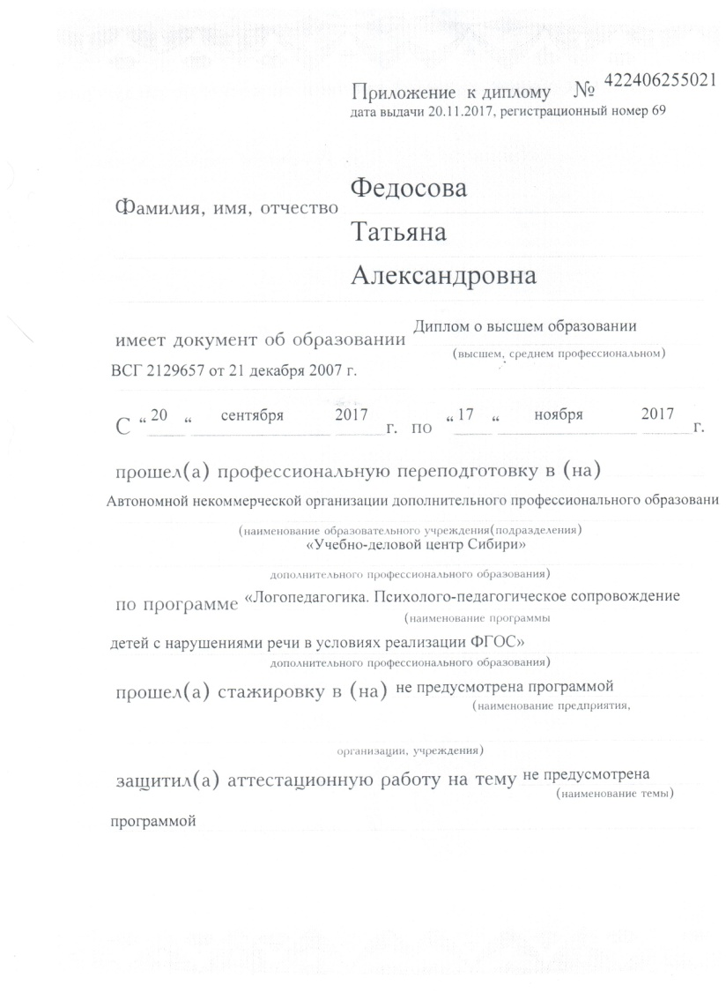 Приложение к диплому № 422406255021
дата выдачи 20.11.2017, регистрационный номер 69
Фамилия, имя, отчество Федосова
Татьяна
Александровна
имеет документ об образовании Диплом о высшем образовании
(высшем, среднем профессиональном)
ВСГ 2129657 от 21 декабря 2007 г.
С “ 20 “ сентября 2017 г. по “ 17 “ ноября 2017 г.
прошел(а) профессиональную переподготовку в (на)
Автономной некоммерческой организации дополнительного профессионального образовани
(наименование образовательного учреждения(подразделения)
«Учебно-деловой центр Сибири»
дополнительного профессионального образования)
по программе «Логопедагогика. Психолого-педагогическое сопровождение
(наименование программы
детей с нарушениями речи в условиях реализации ФГОС»
дополнительного профессионального образования)
прошел(а) стажировку в (на) не предусмотрена программой
(наименование предприятия,
организации, учреждения)
защитил(а) аттестационную работу на тему не предусмотрена
(наименование темы)
программой